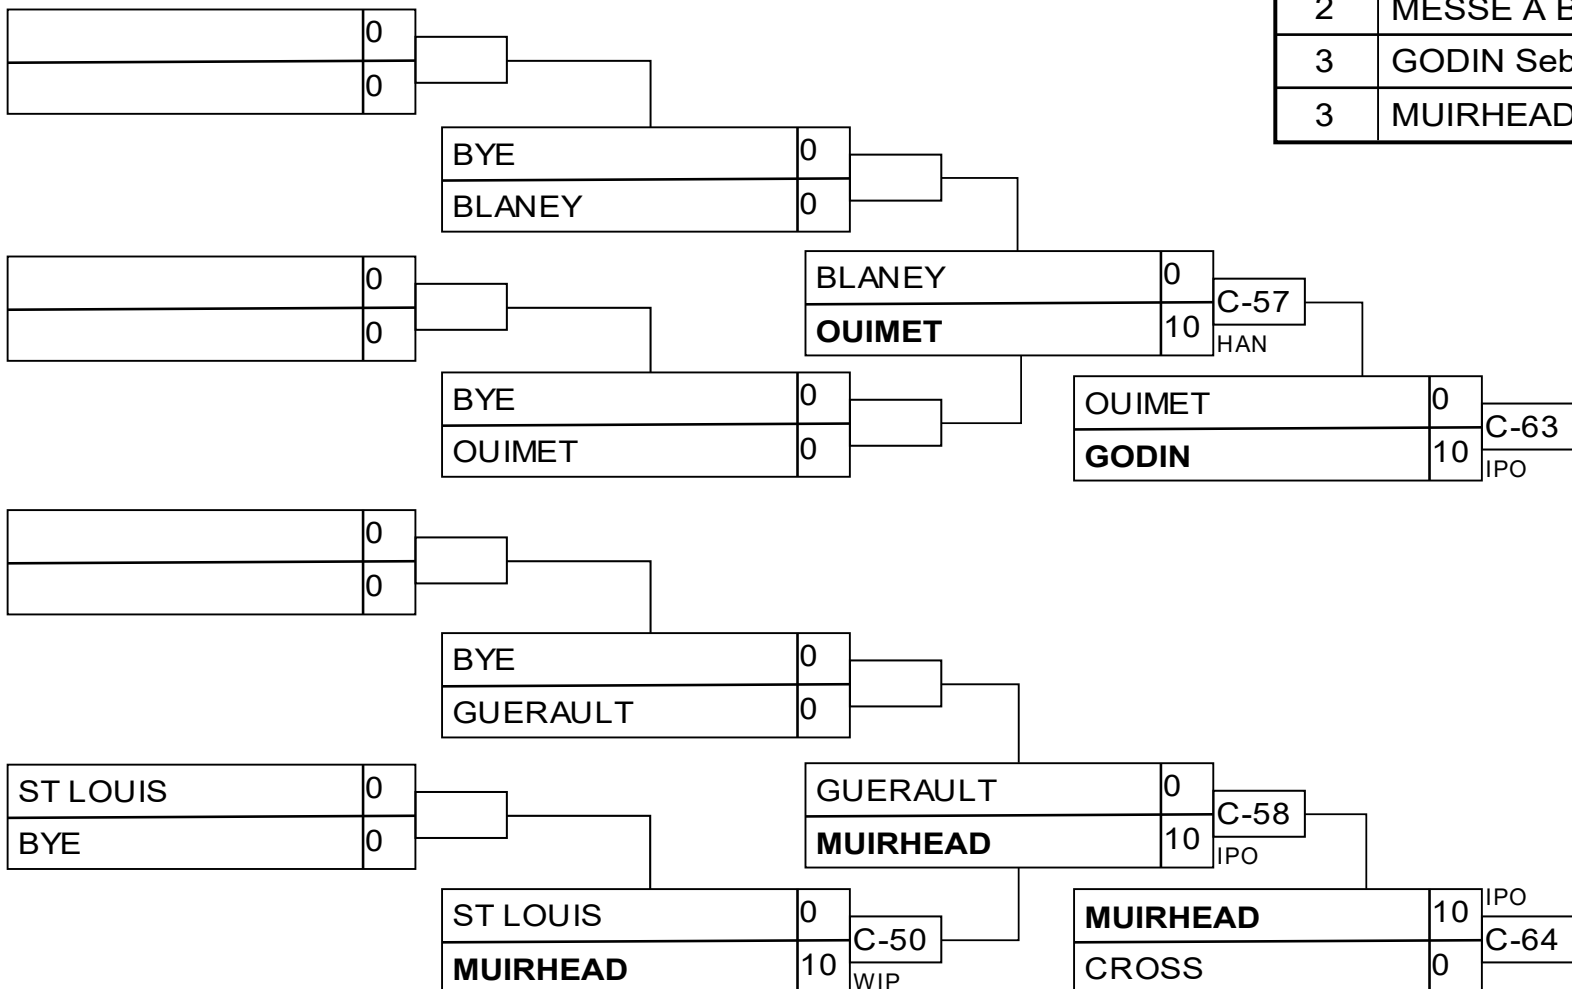 2 MESSE A
3 GODIN Seb
3 MUIRHEAD
0
0
BYE 0
BLANEY 0
0
0
BLANEY 0
OUIMET 10
C-57
HAN
BYE 0
OUIMET 0
OUIMET 0
GODIN 10
C-63
IPO
0
0
BYE 0
GUERAULT 0
ST LOUIS 0
BYE 0
GUERAULT 0
MUIRHEAD 10
C-58
IPO
ST LOUIS 0
MUIRHEAD 10
C-50
WIP
MUIRHEAD 10
CROSS 0
IPO
C-64